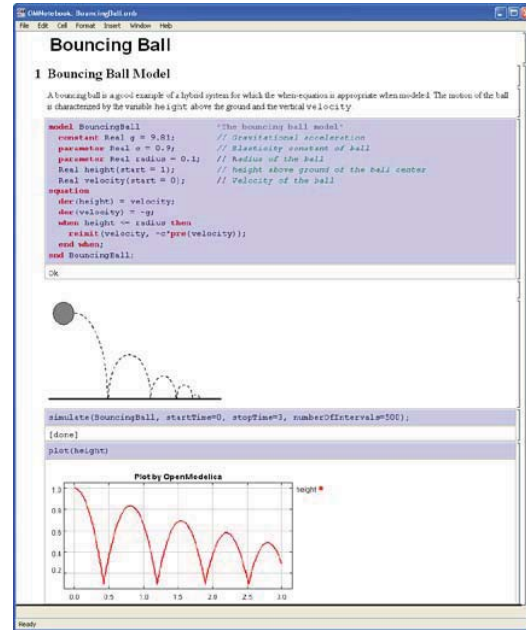 OMNotebook: BouncingBall.onb
File Edit Cell Format Insert Window Help
Bouncing Ball
1 Bouncing Ball Model
A bouncing ball is a good example of a hybrid system for which the when-equation is appropriate when modeled. The motion of the ball
is characterized by the variable height above the ground and the vertical velocity.
model BouncingBall "The bouncing ball model"
constant Real g = 9.81; // Gravitational acceleration
parameter Real c = 0.9; // Elasticity constant of ball
parameter Real radius = 0.1; // Radius of the ball
Real height(start = 1); // height above ground of the ball center
Real velocity(start = 0); // Velocity of the ball
equation
der(height) = velocity;
der(velocity) = -g;
when height <= radius then
reinit(velocity, -c*pre(velocity));
end when;
end BouncingBall;
Ok
simulate(BouncingBall, startTime=0, stopTime=3, numberOfIntervals=500);
[done]
plot(height)
Plot by OpenModelica
height
1.0
0.8
0.6
0.4
0.2
0.0 0.5 1.0 1.5 2.0 2.5 3.0
Ready